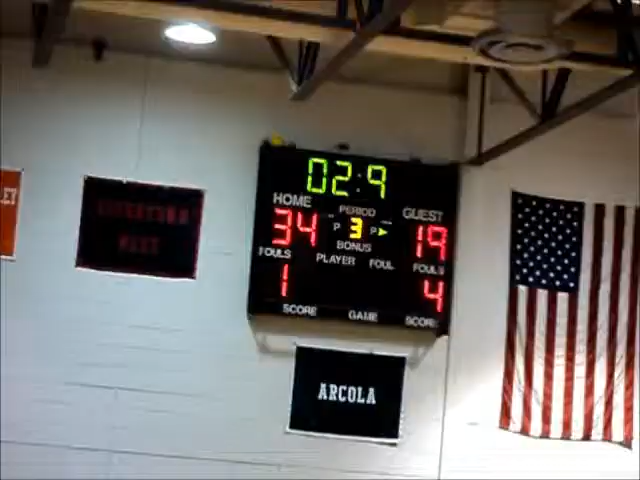 02:9
HOME PERIOD GUEST
34 P 3 P 19
BONUS
FOULS PLAYER FOUL FOULS
1 4
SCORE GAME SCORE
ARCOLA